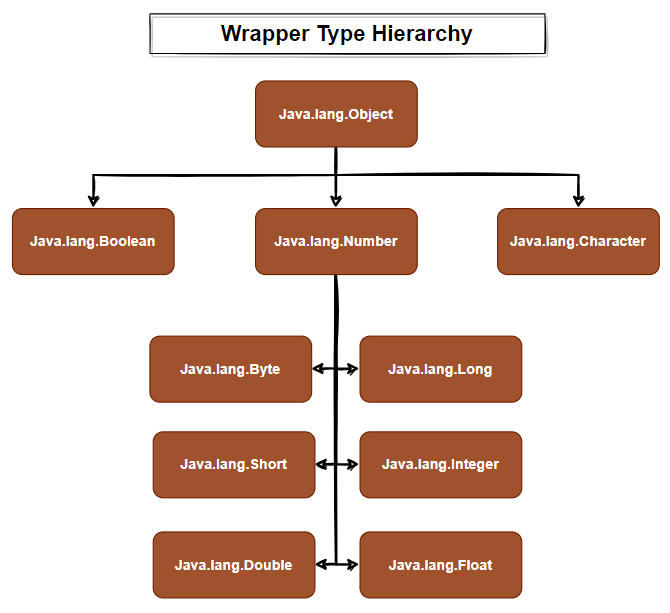 Wrapper Type Hierarchy
Java.lang.Object
Java.lang.Boolean
Java.lang.Number
Java.lang.Character
Java.lang.Byte
Java.lang.Long
Java.lang.Short
Java.lang.Integer
Java.lang.Double
Java.lang.Float